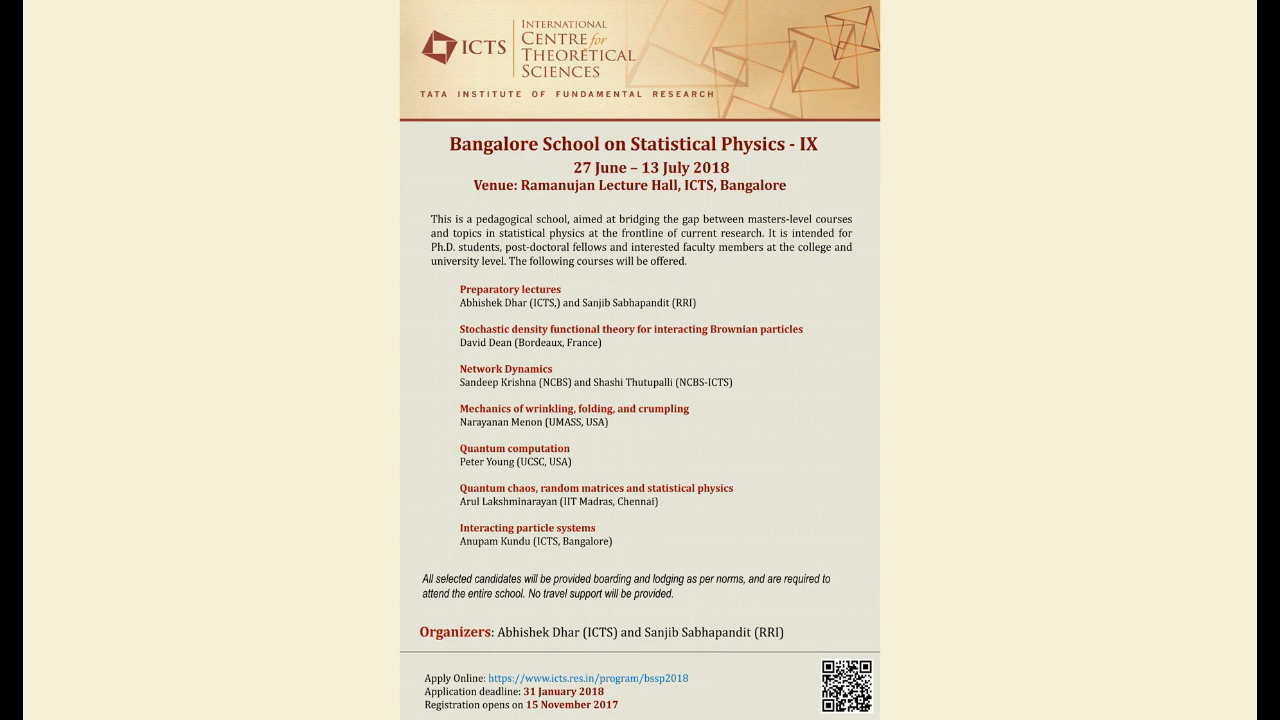 ICTS
INTERNATIONAL
CENTRE for
THEORETICAL
SCIENCES
TATA INSTITUTE OF FUNDAMENTAL RESEARCH
Bangalore School on Statistical Physics - IX
27 June – 13 July 2018
Venue: Ramanujan Lecture Hall, ICTS, Bangalore
This is a pedagogical school, aimed at bridging the gap between masters-level courses
and topics in statistical physics at the frontline of current research. It is intended for
Ph.D. students, post-doctoral fellows and interested faculty members at the college and
university level. The following courses will be offered.
Preparatory lectures
Abhishek Dhar (ICTS,) and Sanjib Sabhapandit (RRI)
Stochastic density functional theory for interacting Brownian particles
David Dean (Bordeaux, France)
Network Dynamics
Sandeep Krishna (NCBS) and Shashi Thutupalli (NCBS-ICTS)
Mechanics of wrinkling, folding, and crumpling
Narayanan Menon (UMASS, USA)
Quantum computation
Peter Young (UCSC, USA)
Quantum chaos, random matrices and statistical physics
Arul Lakshminarayan (IIT Madras, Chennai)
Interacting particle systems
Anupam Kundu (ICTS, Bangalore)
All selected candidates will be provided boarding and lodging as per norms, and are required to
attend the entire school. No travel support will be provided.
Organizers: Abhishek Dhar (ICTS) and Sanjib Sabhapandit (RRI)
Apply Online: https://www.icts.res.in/program/bssp2018
Application deadline: 31 January 2018
Registration opens on 15 November 2017